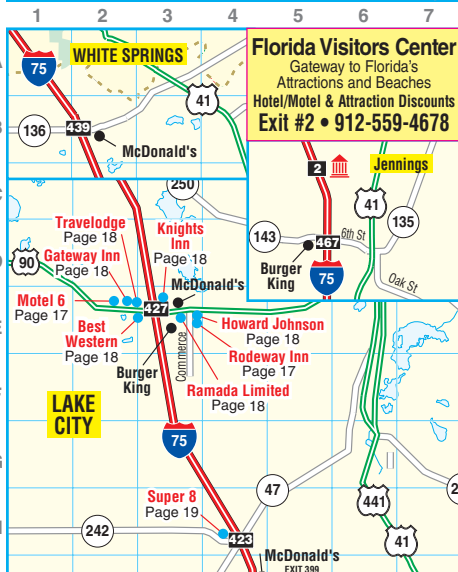 1 2 3 4 5 6 7
WHITE SPRINGS
75
41
136
439
McDonald's
Florida Visitors Center
Gateway to Florida's
Attractions and Beaches
Hotel/Motel & Attraction Discounts
Exit #2 • 912-559-4678
2
Jennings
41
135
143
467
6th St
Burger
King
75
Oak St
250
Travelodge
Page 18
Knights
Inn
Page 18
Gateway Inn
Page 18
90
McDonald's
Motel 6
Page 17
427
Best
Western
Page 18
Howard Johnson
Page 18
Burger
King
Commerce
Rodeway Inn
Page 17
Ramada Limited
Page 18
LAKE
CITY
75
47
441
Super 8
Page 19
242
423
41
McDonald's
EXIT 399